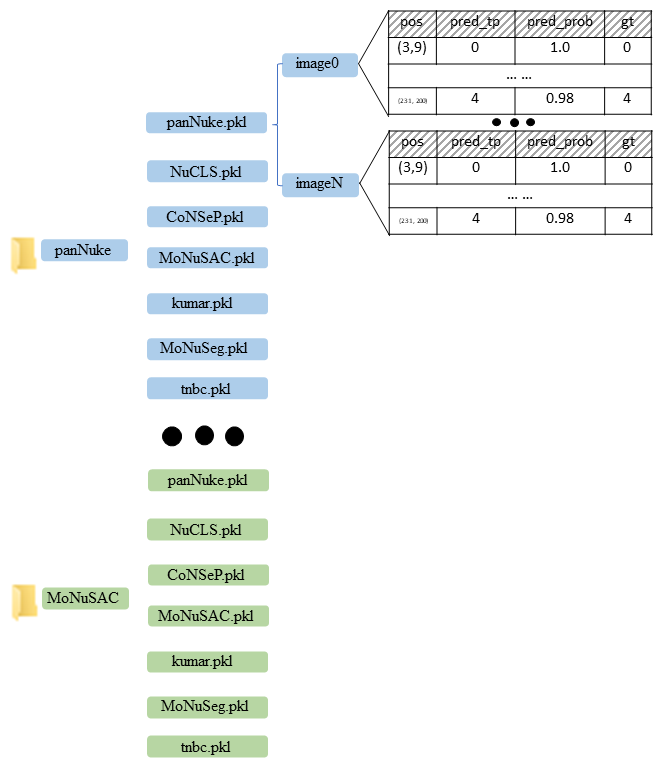 pos pred_tp pred_prob gt
(3,9) 0 1.0 0
... ...
(231, 200) 4 0.98 4
image0
pos pred_tp pred_prob gt
(3,9) 0 1.0 0
... ...
(231, 200) 4 0.98 4
imageN
panNuke
panNuke.pkl
NuCLS.pkl
CoNSeP.pkl
MoNuSAC.pkl
kumar.pkl
MoNuSeg.pkl
tnbc.pkl
MoNuSAC
panNuke.pkl
NuCLS.pkl
CoNSeP.pkl
MoNuSAC.pkl
kumar.pkl
MoNuSeg.pkl
tnbc.pkl